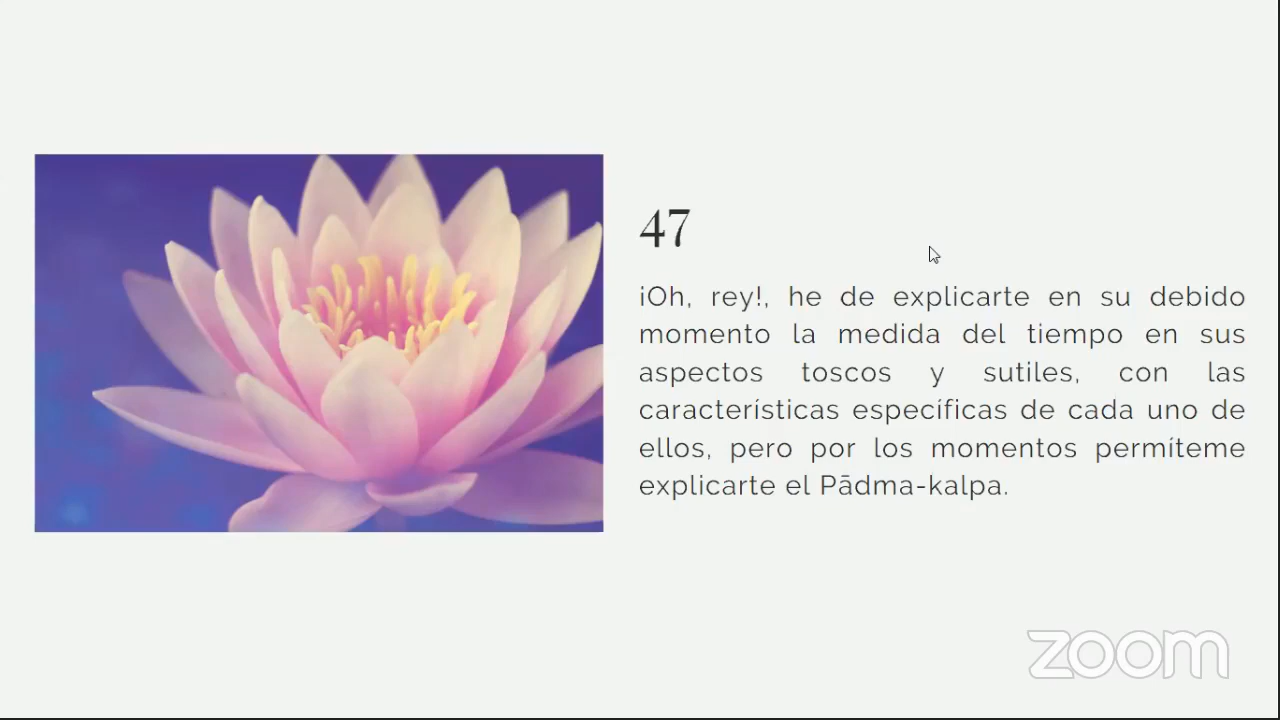 47
¡Oh, rey!, he de explicarte en su debido
momento la medida del tiempo en sus
aspectos toscos y sutiles, con las
características específicas de cada uno de
ellos, pero por los momentos permíteme
explicarte el Pādma-kalpa.
zoom